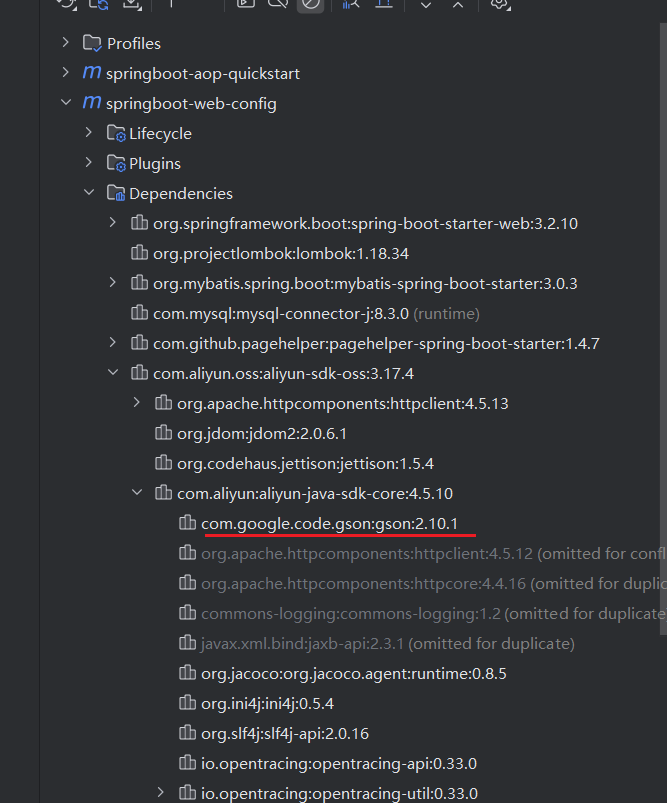 Profiles
springboot-aop-quickstart
springboot-web-config
Lifecycle
Plugins
Dependencies
org.springframework.boot:spring-boot-starter-web:3.2.10
org.projectlombok:lombok:1.18.34
org.mybatis.spring.boot:mybatis-spring-boot-starter:3.0.3
com.mysql:mysql-connector-j:8.3.0 (runtime)
com.github.pagehelper:pagehelper-spring-boot-starter:1.4.7
com.aliyun.oss:aliyun-sdk-oss:3.17.4
org.apache.httpcomponents:httpclient:4.5.13
org.jdom:jdom2:2.0.6.1
org.codehaus.jettison:jettison:1.5.4
com.aliyun:aliyun-java-sdk-core:4.5.10
com.google.code.gson:gson:2.10.1
org.apache.httpcomponents:httpclient:4.5.12 (omitted for confl
org.apache.httpcomponents:httpcore:4.4.16 (omitted for duplic
commons-logging:commons-logging:1.2 (omitted for duplicate
javax.xml.bind:jaxb-api:2.3.1 (omitted for duplicate)
org.jacoco:org.jacoco.agent:runtime:0.8.5
org.ini4j:ini4j:0.5.4
org.slf4j:slf4j-api:2.0.16
io.opentracing:opentracing-api:0.33.0
io.opentracing:opentracing-util:0.33.0